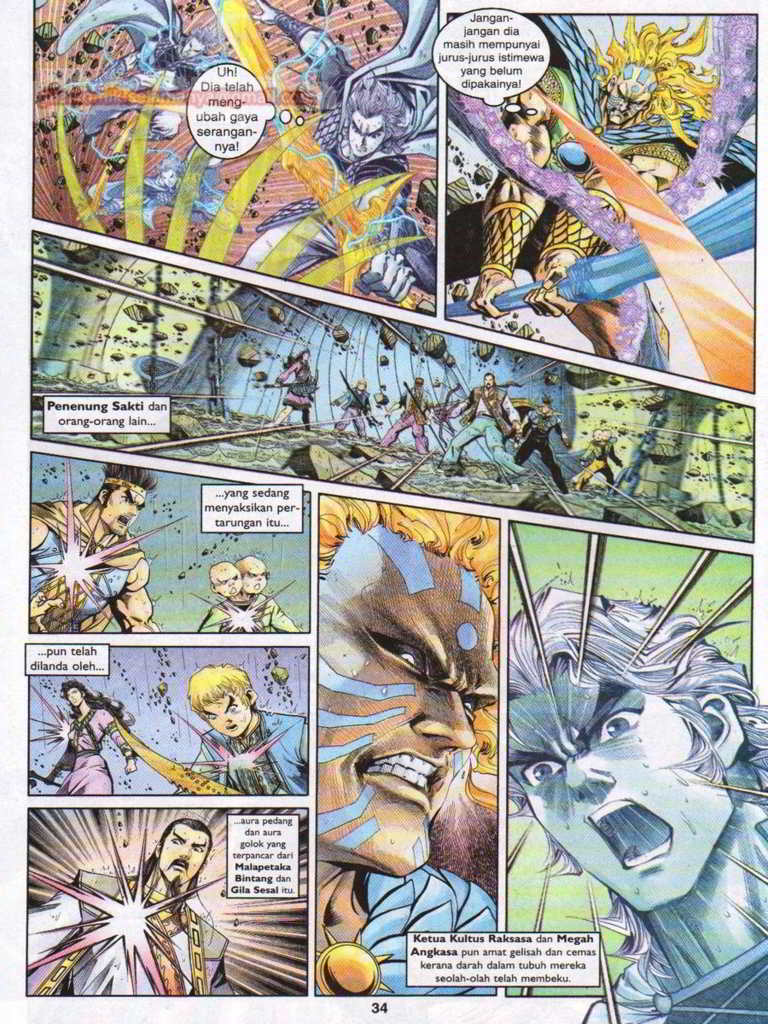 Uh!
Dia telah
meng-
ubah gaya
serangan-
nya!
Jangan-
jangan dia
masih mempunyai
jurus-jurus istimewa
yang belum
dipakainya!
Penenung Sakti dan
orang-orang lain...
...yang sedang
menyaksikan per-
tarungan itu...
...pun telah
dilanda oleh...
...aura pedang
dan aura
golok yang
terpancar dari
Malapetaka
Bintang dan
Gila Sesal itu.
Ketua Kultus Raksasa dan Megah
Angkasa pun amat gelisah dan cemas
kerana darah dalam tubuh mereka
seolah-olah telah membeku.
34